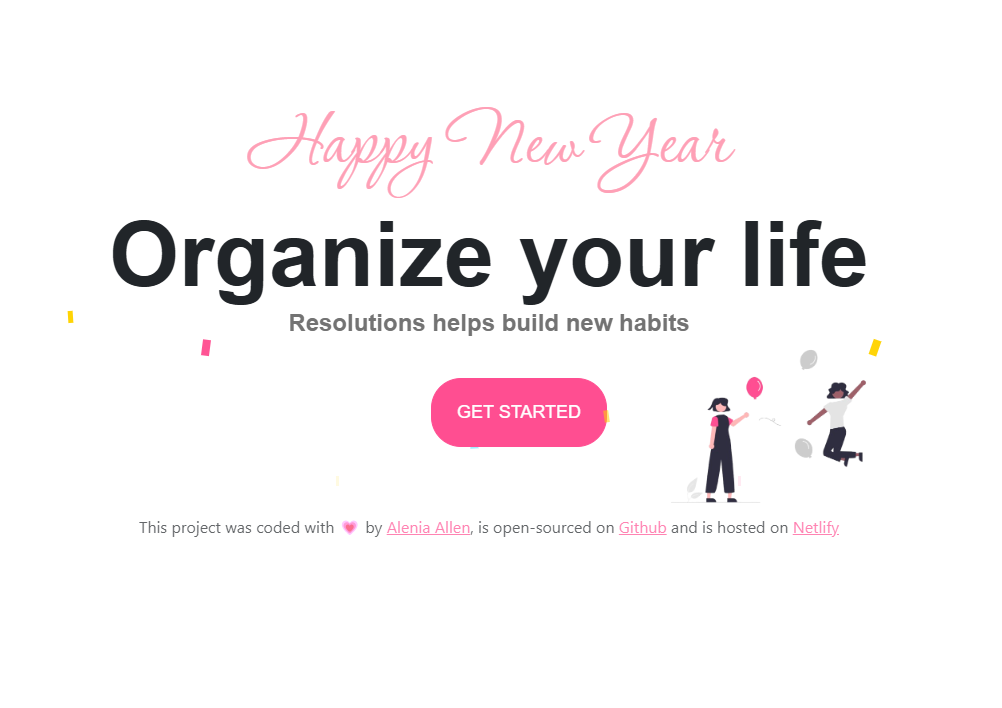 Happy New Year
Organize your life
Resolutions helps build new habits
GET STARTED
This project was coded with 💗 by Alenia Allen, is open-sourced on Github and is hosted on Netlify